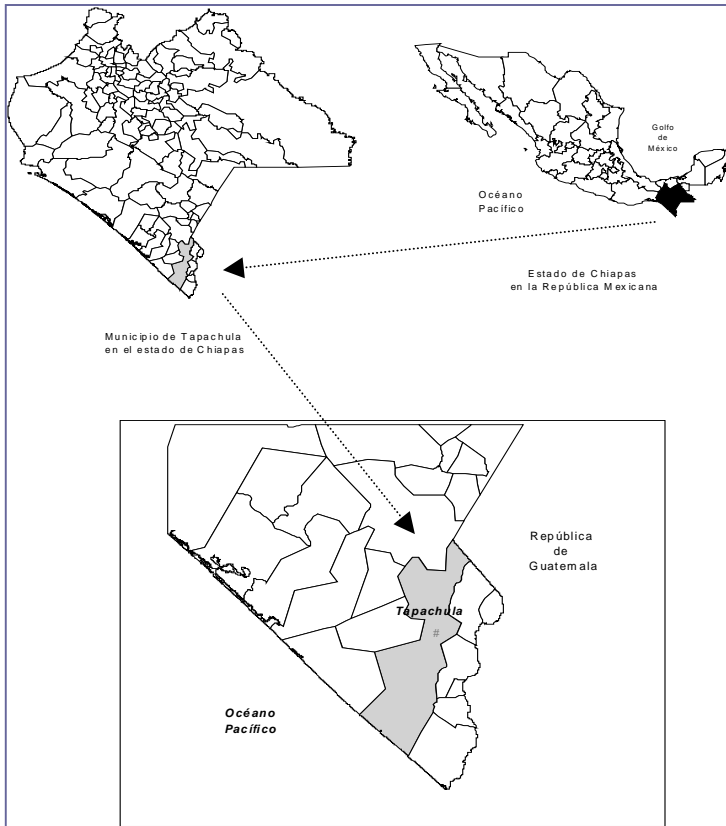 Golfo
de
México
Océano
Pacífico
Estado de Chiapas
en la República Mexicana
Municipio de Tapachula
en el estado de Chiapas
República
de
Guatemala
Tapachula
#
Océano
Pacífico